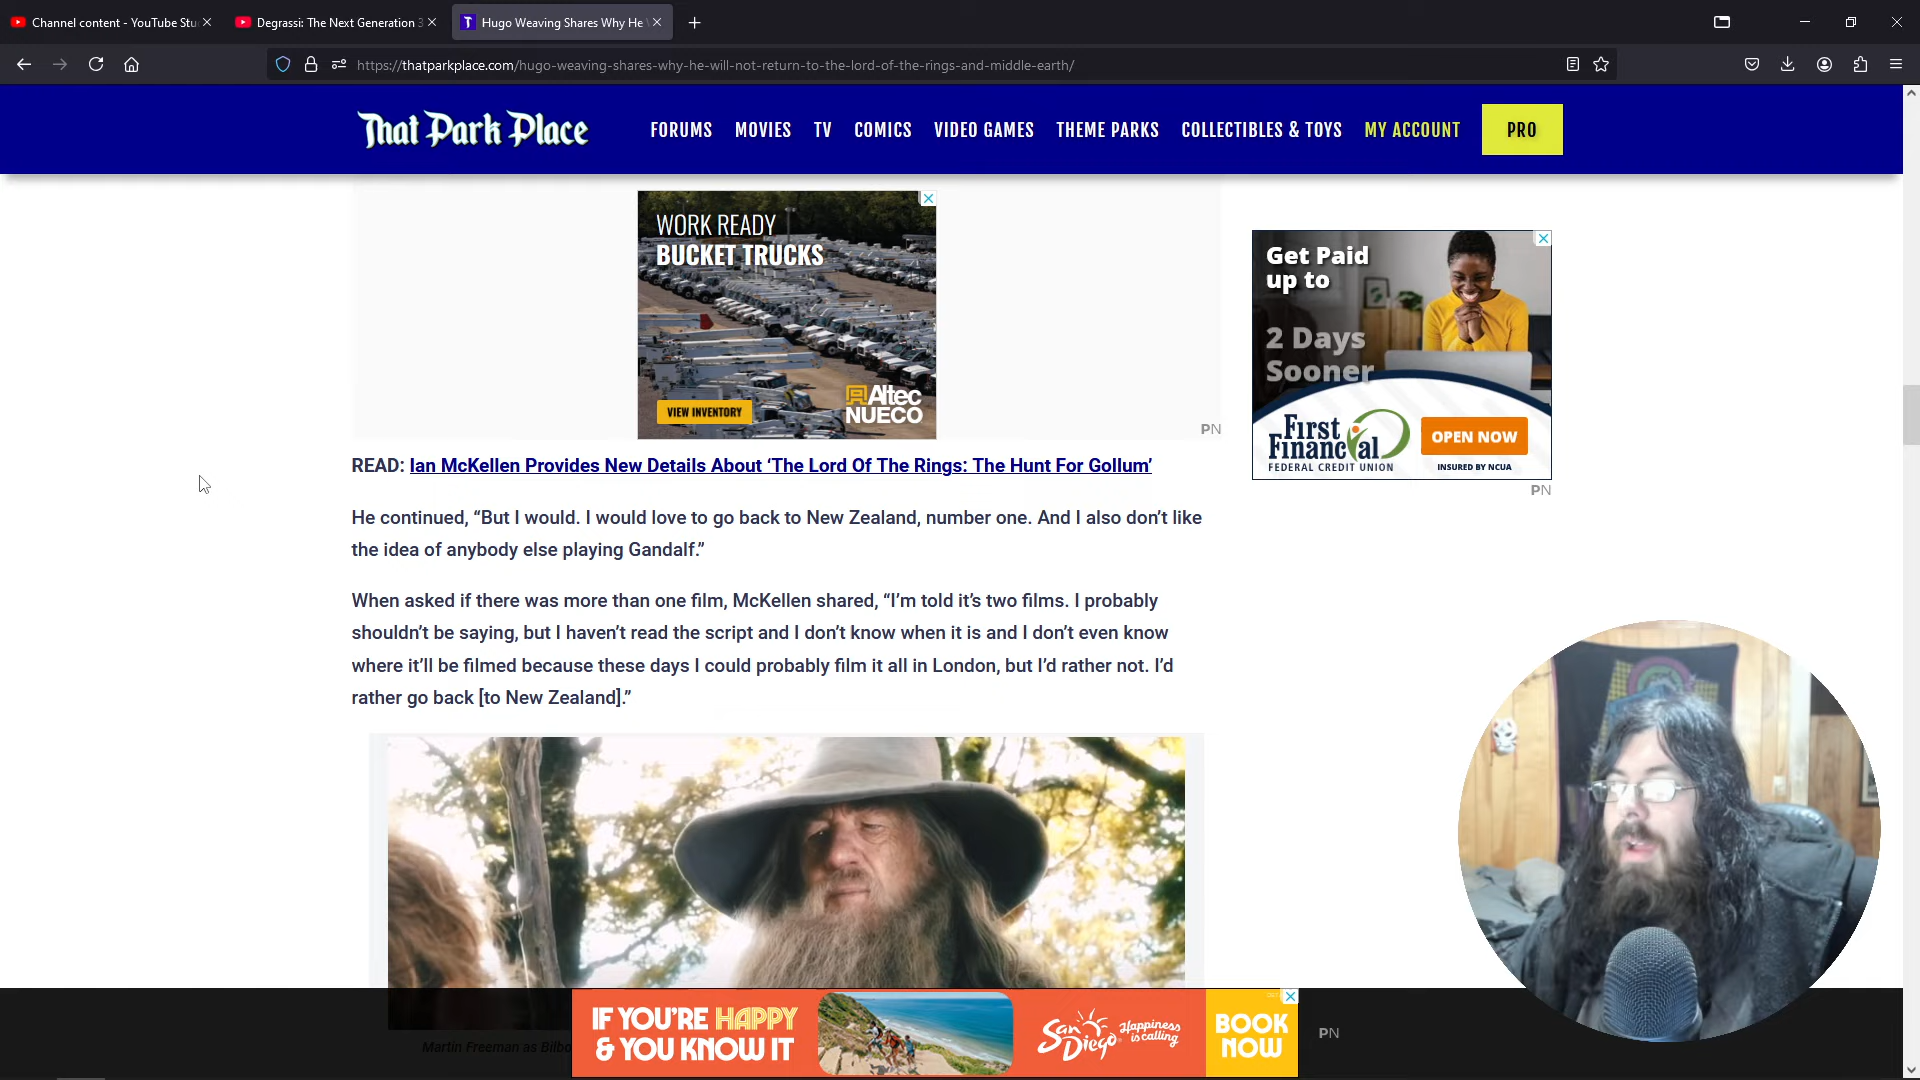 Channel content - YouTube Stu
Degrassi: The Next Generation 3
Hugo Weaving Shares Why He W
https://thatparkplace.com/hugo-weaving-shares-why-he-will-not-return-to-the-lord-of-the-rings-and-middle-earth/
That Park Place
FORUMS MOVIES TV COMICS VIDEO GAMES THEME PARKS COLLECTIBLES & TOYS MY ACCOUNT PRO
WORK READY
BUCKET TRUCKS
VIEW INVENTORY
Altec
NUECO
PN
Get Paid
up to
2 Days
Sooner
First
Financial
FEDERAL CREDIT UNION
OPEN NOW
INSURED BY NCUA
PN
READ: Ian McKellen Provides New Details About ‘The Lord Of The Rings: The Hunt For Gollum’
He continued, “But I would. I would love to go back to New Zealand, number one. And I also don’t like
the idea of anybody else playing Gandalf.”
When asked if there was more than one film, McKellen shared, “I’m told it’s two films. I probably
shouldn’t be saying, but I haven’t read the script and I don’t know when it is and I don’t even know
where it’ll be filmed because these days I could probably film it all in London, but I’d rather not. I’d
rather go back [to New Zealand].”
Martin Freeman as Bilbo
IF YOU'RE HAPPY
& YOU KNOW IT
San Diego
Happiness
is calling
BOOK
NOW
PN